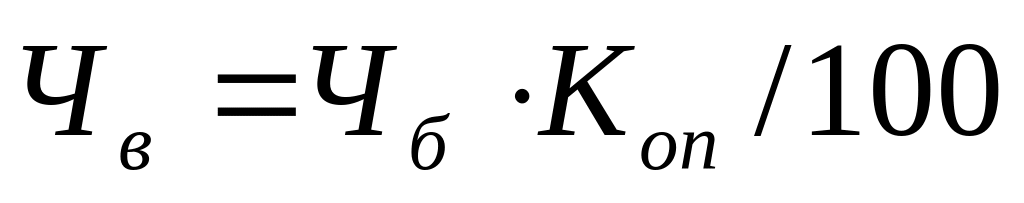 Ч_в = Ч_б · К_оп / 100